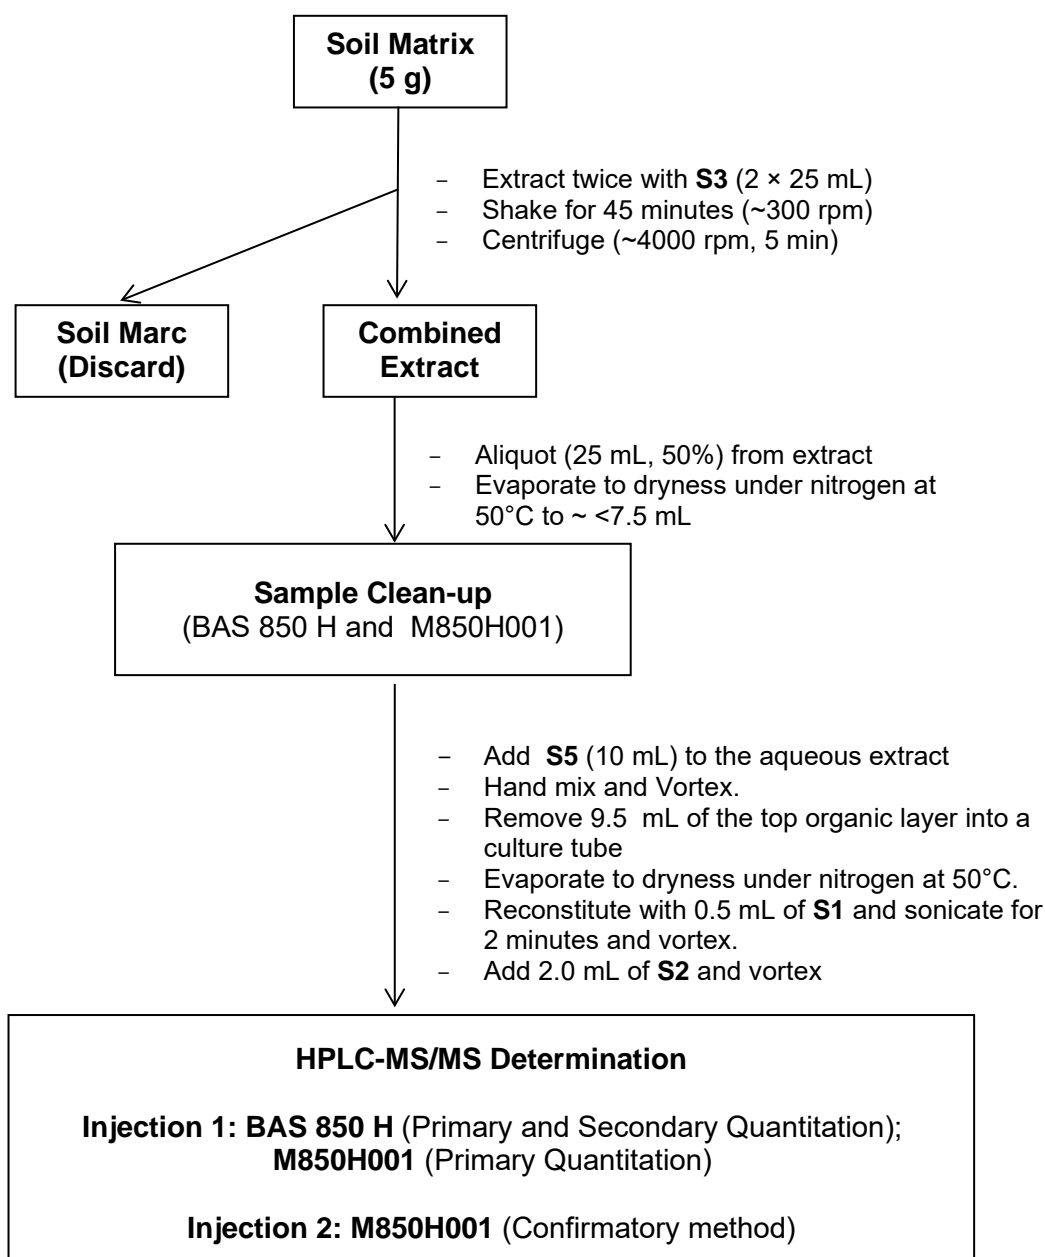 Soil Matrix
(5 g)
– Extract twice with S3 (2 × 25 mL)
– Shake for 45 minutes (~300 rpm)
– Centrifuge (~4000 rpm, 5 min)
Soil Marc
(Discard)
Combined
Extract
– Aliquot (25 mL, 50%) from extract
– Evaporate to dryness under nitrogen at
50°C to ~ <7.5 mL
Sample Clean-up
(BAS 850 H and  M850H001)
– Add  S5 (10 mL) to the aqueous extract
– Hand mix and Vortex.
– Remove 9.5  mL of the top organic layer into a
culture tube
– Evaporate to dryness under nitrogen at 50°C.
– Reconstitute with 0.5 mL of S1 and sonicate for
2 minutes and vortex.
– Add 2.0 mL of S2 and vortex
HPLC-MS/MS Determination
Injection 1: BAS 850 H (Primary and Secondary Quantitation);
M850H001 (Primary Quantitation)
Injection 2: M850H001 (Confirmatory method)